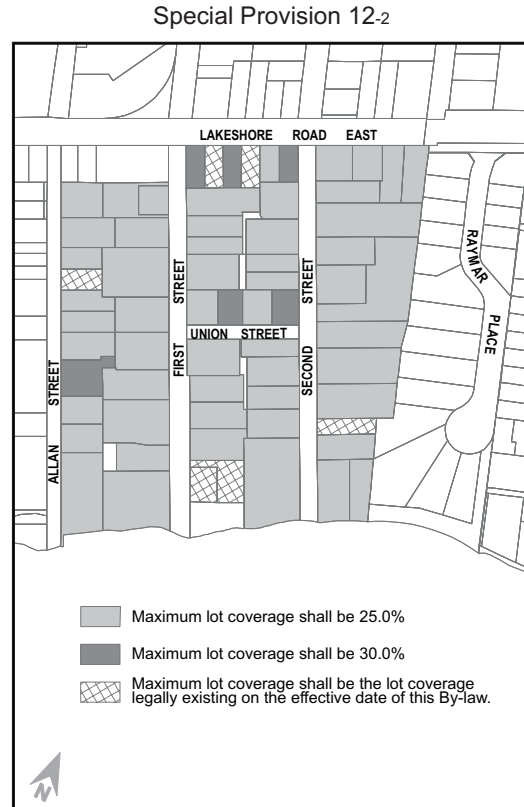 Special Provision 12-2
LAKESHORE ROAD EAST
RAYMAR PLACE
FIRST STREET
SECOND STREET
UNION STREET
ALLAN STREET
Maximum lot coverage shall be 25.0%
Maximum lot coverage shall be 30.0%
Maximum lot coverage shall be the lot coverage
legally existing on the effective date of this By-law.
N